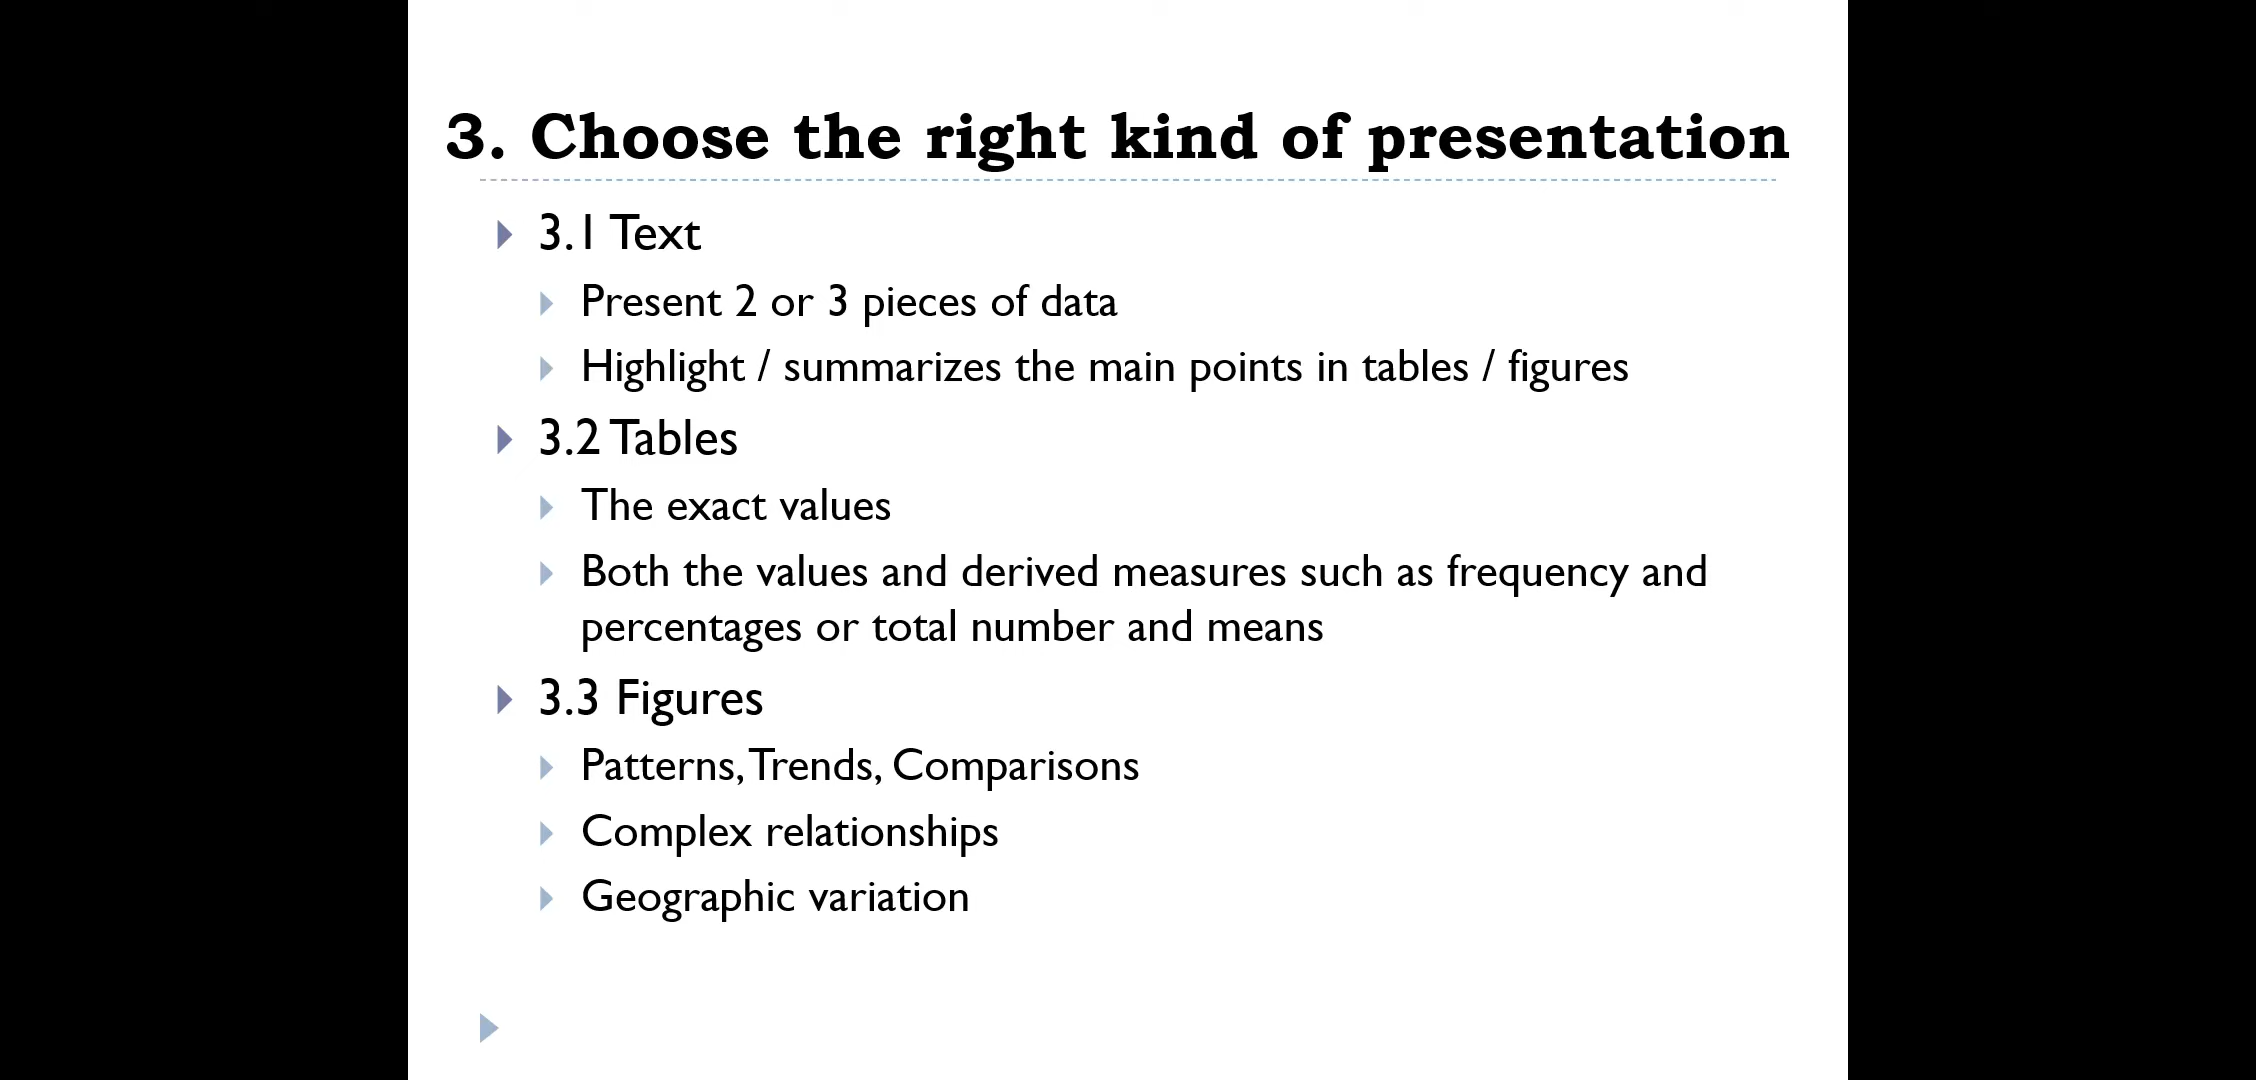 3. Choose the right kind of presentation
3.1 Text
Present 2 or 3 pieces of data
Highlight / summarizes the main points in tables / figures
3.2 Tables
The exact values
Both the values and derived measures such as frequency and
percentages or total number and means
3.3 Figures
Patterns, Trends, Comparisons
Complex relationships
Geographic variation